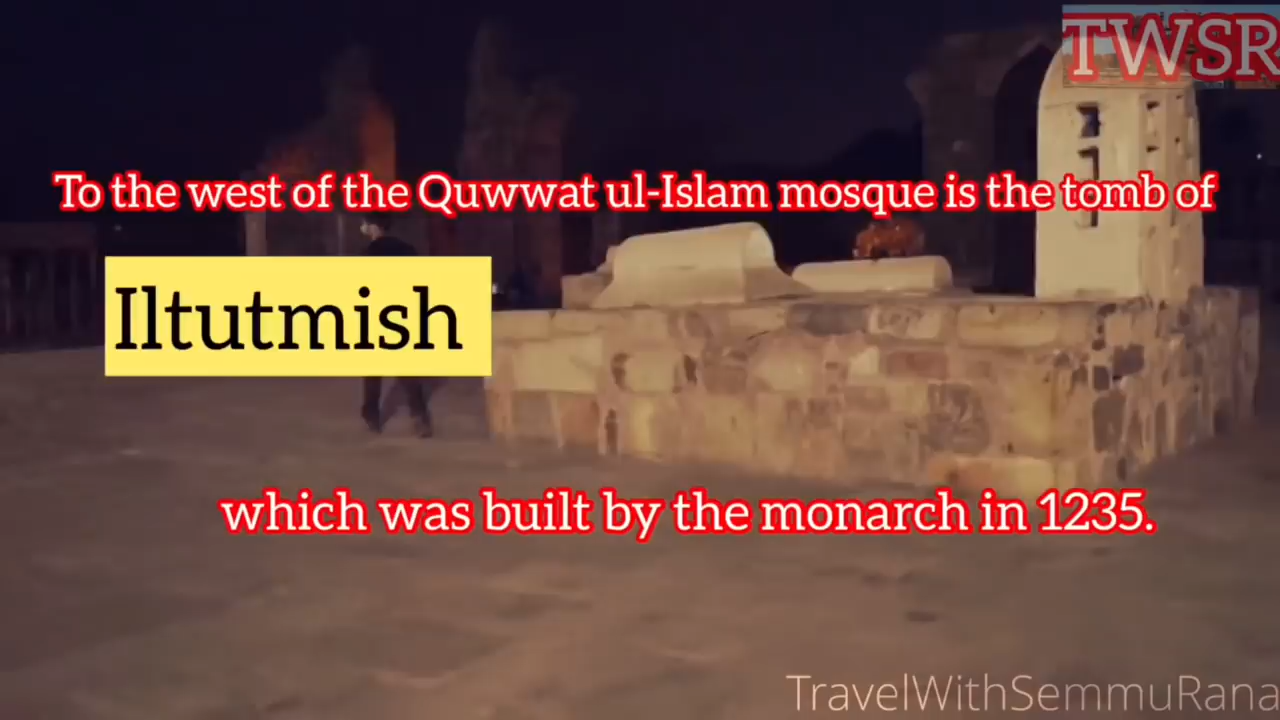 TWSR
To the west of the Quwwat ul-Islam mosque is the tomb of
Iltutmish
which was built by the monarch in 1235.
TravelWithSemmuRana